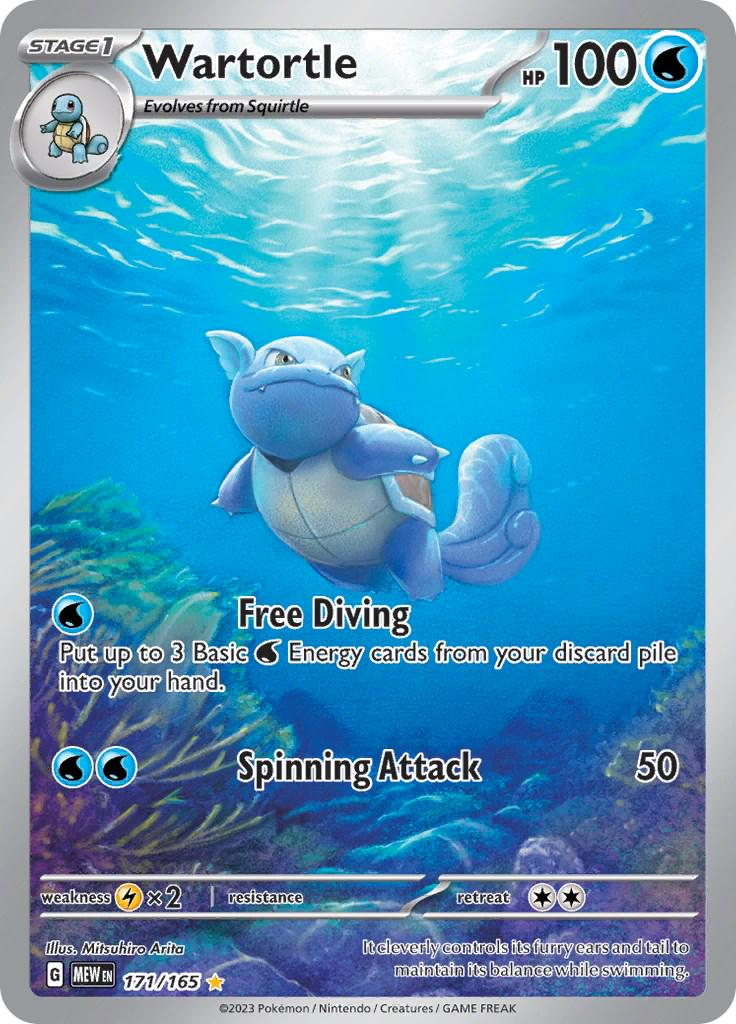 STAGE1
Wartortle
HP 100
Evolves from Squirtle
Free Diving
Put up to 3 Basic Energy cards from your discard pile
into your hand.
Spinning Attack 50
weakness ×2 resistance retreat
Illus. Mitsuhiro Arita
It cleverly controls its furry ears and tail to
maintain its balance while swimming.
G MEW EN 171/165
©2023 Pokémon / Nintendo / Creatures / GAME FREAK